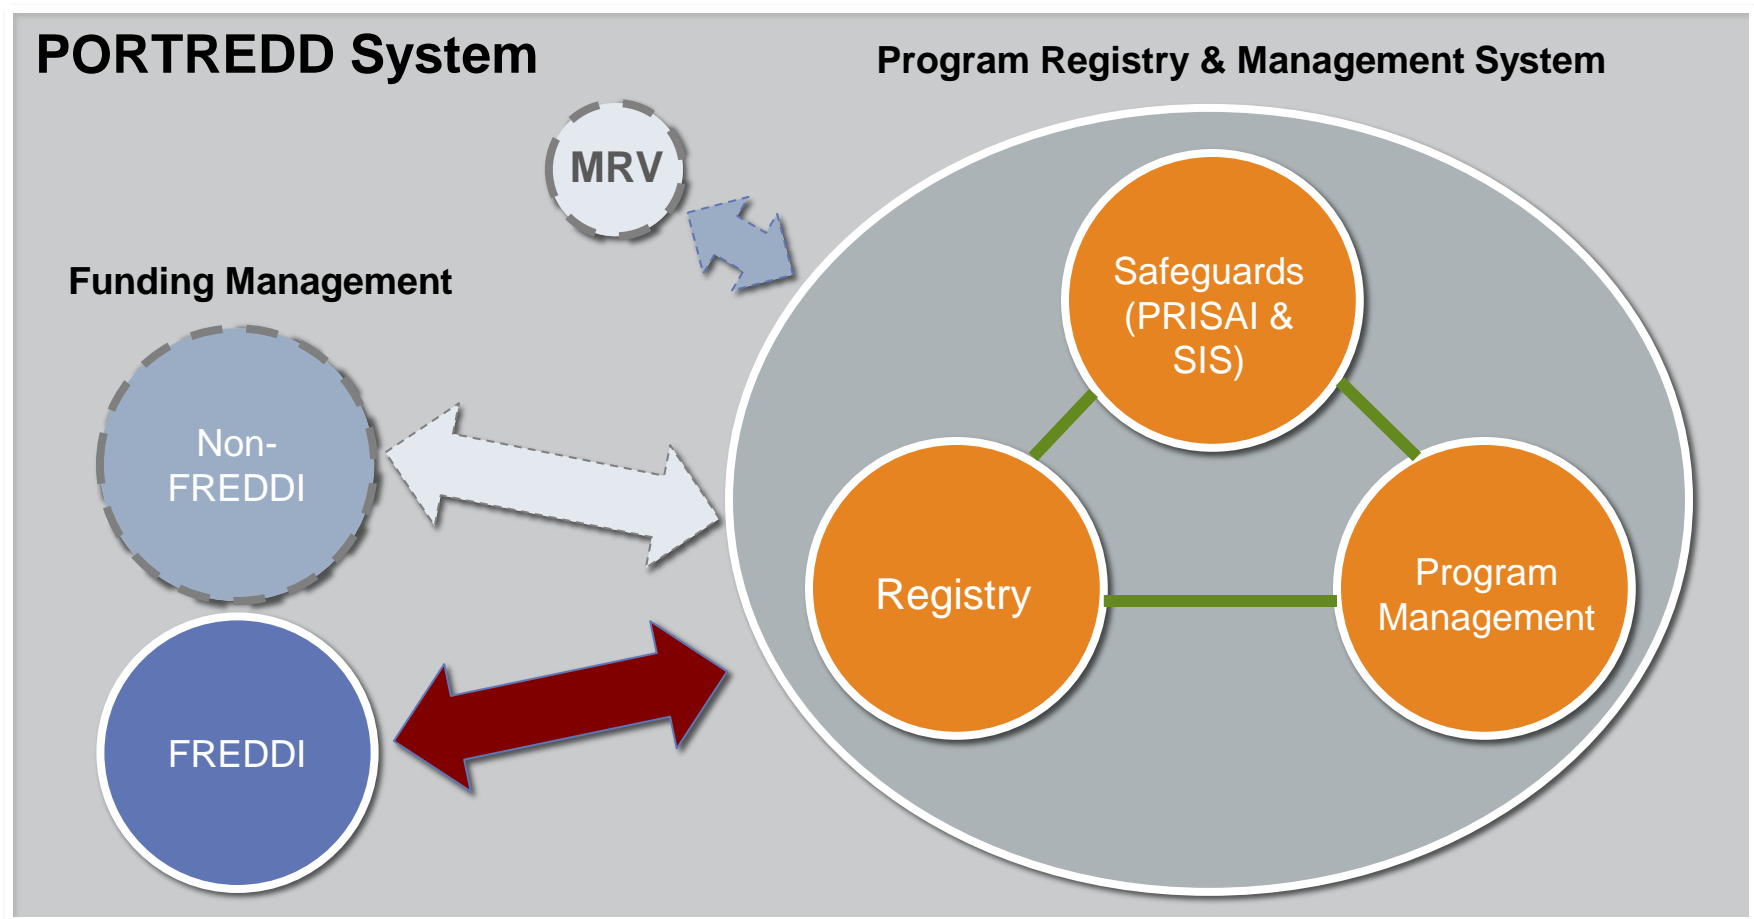 PORTREDD System
Program Registry & Management System
MRV
Funding Management
Safeguards
(PRISAI &
SIS)
Non-
FREDDI
Registry
Program
Management
FREDDI